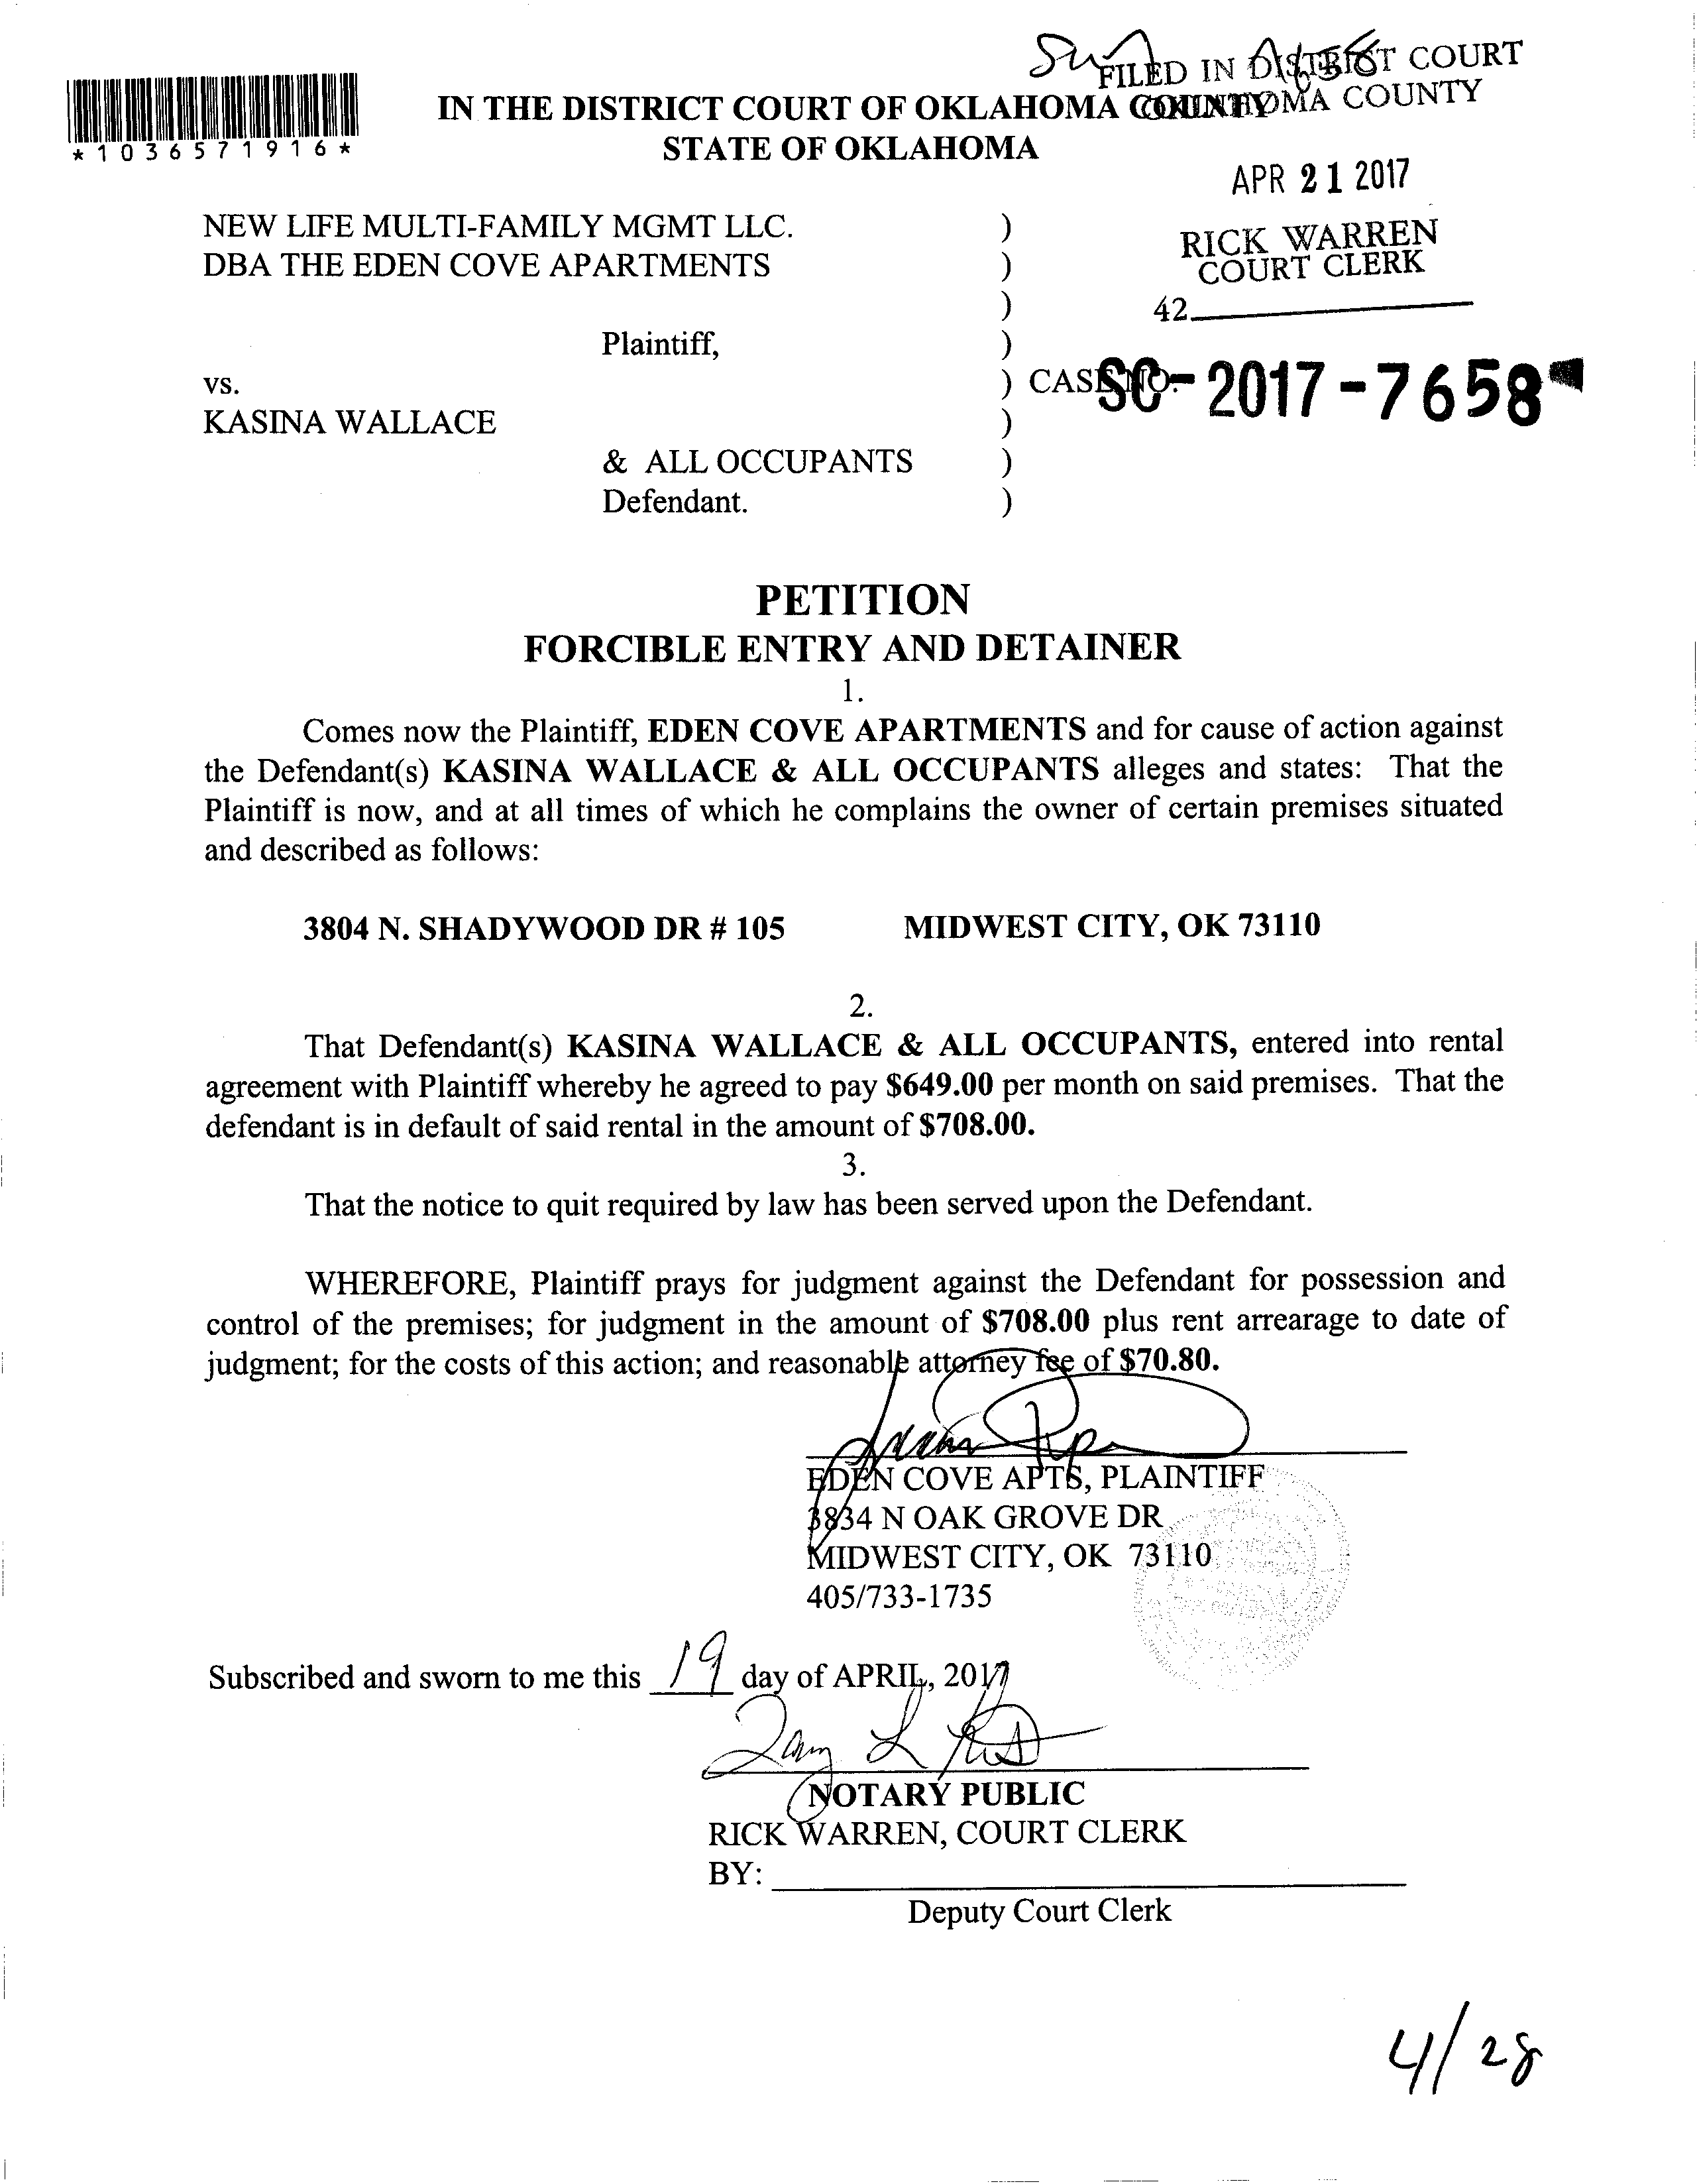 FILED IN DISTRICT COURT
OKLAHOMA COUNTY
*1036571916*
IN THE DISTRICT COURT OF OKLAHOMA COUNTY
STATE OF OKLAHOMA
APR 21 2017
NEW LIFE MULTI-FAMILY MGMT LLC. )
DBA THE EDEN COVE APARTMENTS )
RICK WARREN
COURT CLERK
)
42
Plaintiff, )
vs. ) CASE NO. SC-2017-7658
KASINA WALLACE )
& ALL OCCUPANTS )
Defendant. )
PETITION
FORCIBLE ENTRY AND DETAINER
1.
Comes now the Plaintiff, EDEN COVE APARTMENTS and for cause of action against
the Defendant(s) KASINA WALLACE & ALL OCCUPANTS alleges and states: That the
Plaintiff is now, and at all times of which he complains the owner of certain premises situated
and described as follows:
3804 N. SHADYWOOD DR # 105 MIDWEST CITY, OK 73110
2.
That Defendant(s) KASINA WALLACE & ALL OCCUPANTS, entered into rental
agreement with Plaintiff whereby he agreed to pay $649.00 per month on said premises. That the
defendant is in default of said rental in the amount of $708.00.
3.
That the notice to quit required by law has been served upon the Defendant.
WHEREFORE, Plaintiff prays for judgment against the Defendant for possession and
control of the premises; for judgment in the amount of $708.00 plus rent arrearage to date of
judgment; for the costs of this action; and reasonable attorney fee of $70.80.
EDEN COVE APTS, PLAINTIFF
3834 N OAK GROVE DR
MIDWEST CITY, OK 73110
405/733-1735
Subscribed and sworn to me this 19 day of APRIL, 2017
NOTARY PUBLIC
RICK WARREN, COURT CLERK
BY:
Deputy Court Clerk
4/28